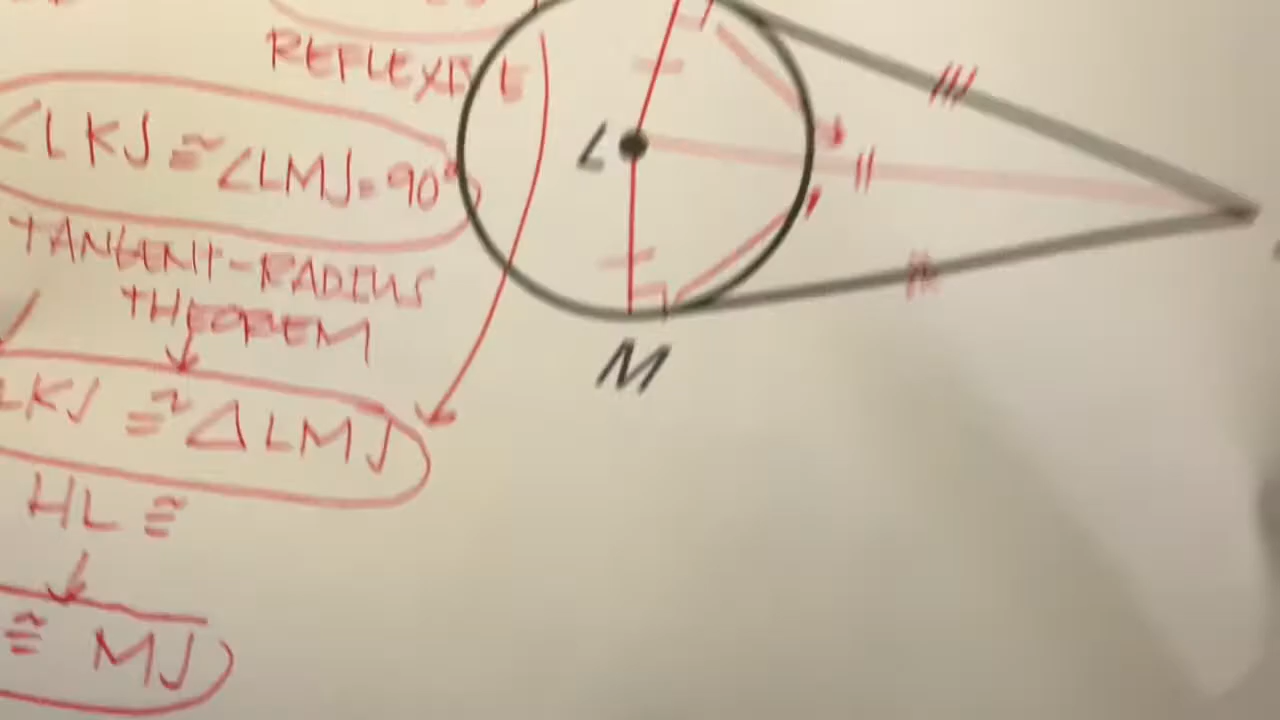 REFLEXIVE
∠LKJ ≅ ∠LMJ = 90°
TANGENT-RADIUS
THEOREM
LKJ ≅ △LMJ
HL ≅
≅ MJ
L
M